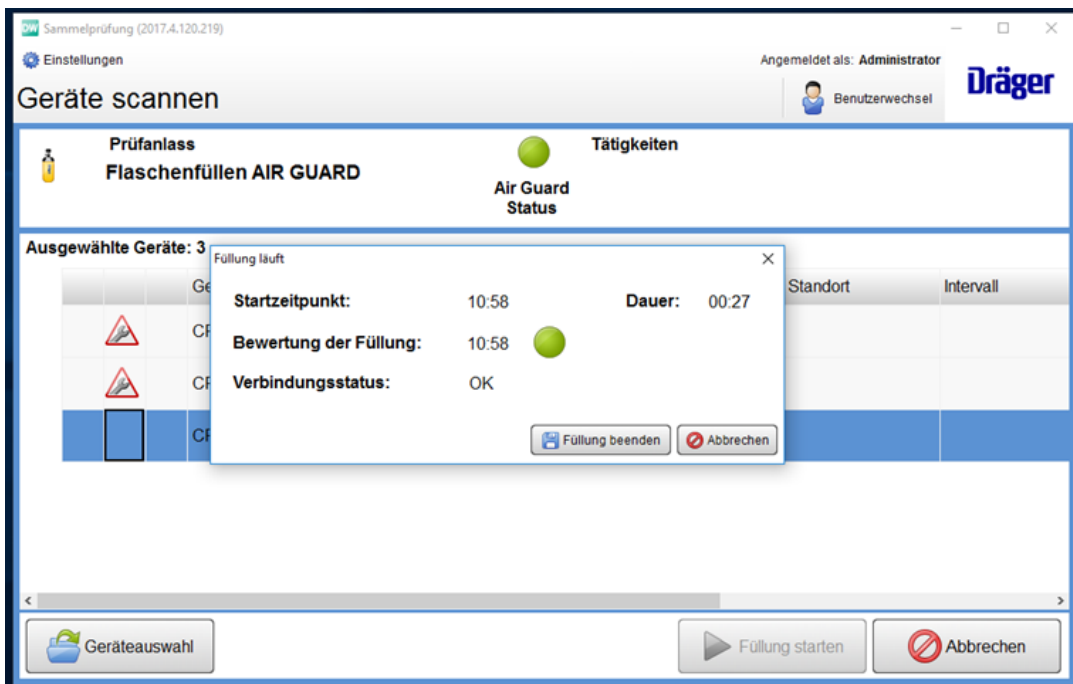 DW Sammelprüfung (2017.4.120.219)
Einstellungen
Angemeldet als: Administrator
Dräger
Geräte scannen
Benutzerwechsel
Prüfanlass
Flaschenfüllen AIR GUARD
Air Guard
Status
Tätigkeiten
Ausgewählte Geräte: 3
Ge
Standort
Intervall
Füllung läuft
Startzeitpunkt: 10:58 Dauer: 00:27
Bewertung der Füllung: 10:58
Verbindungsstatus: OK
Füllung beenden
Abbrechen
Geräteauswahl
Füllung starten
Abbrechen